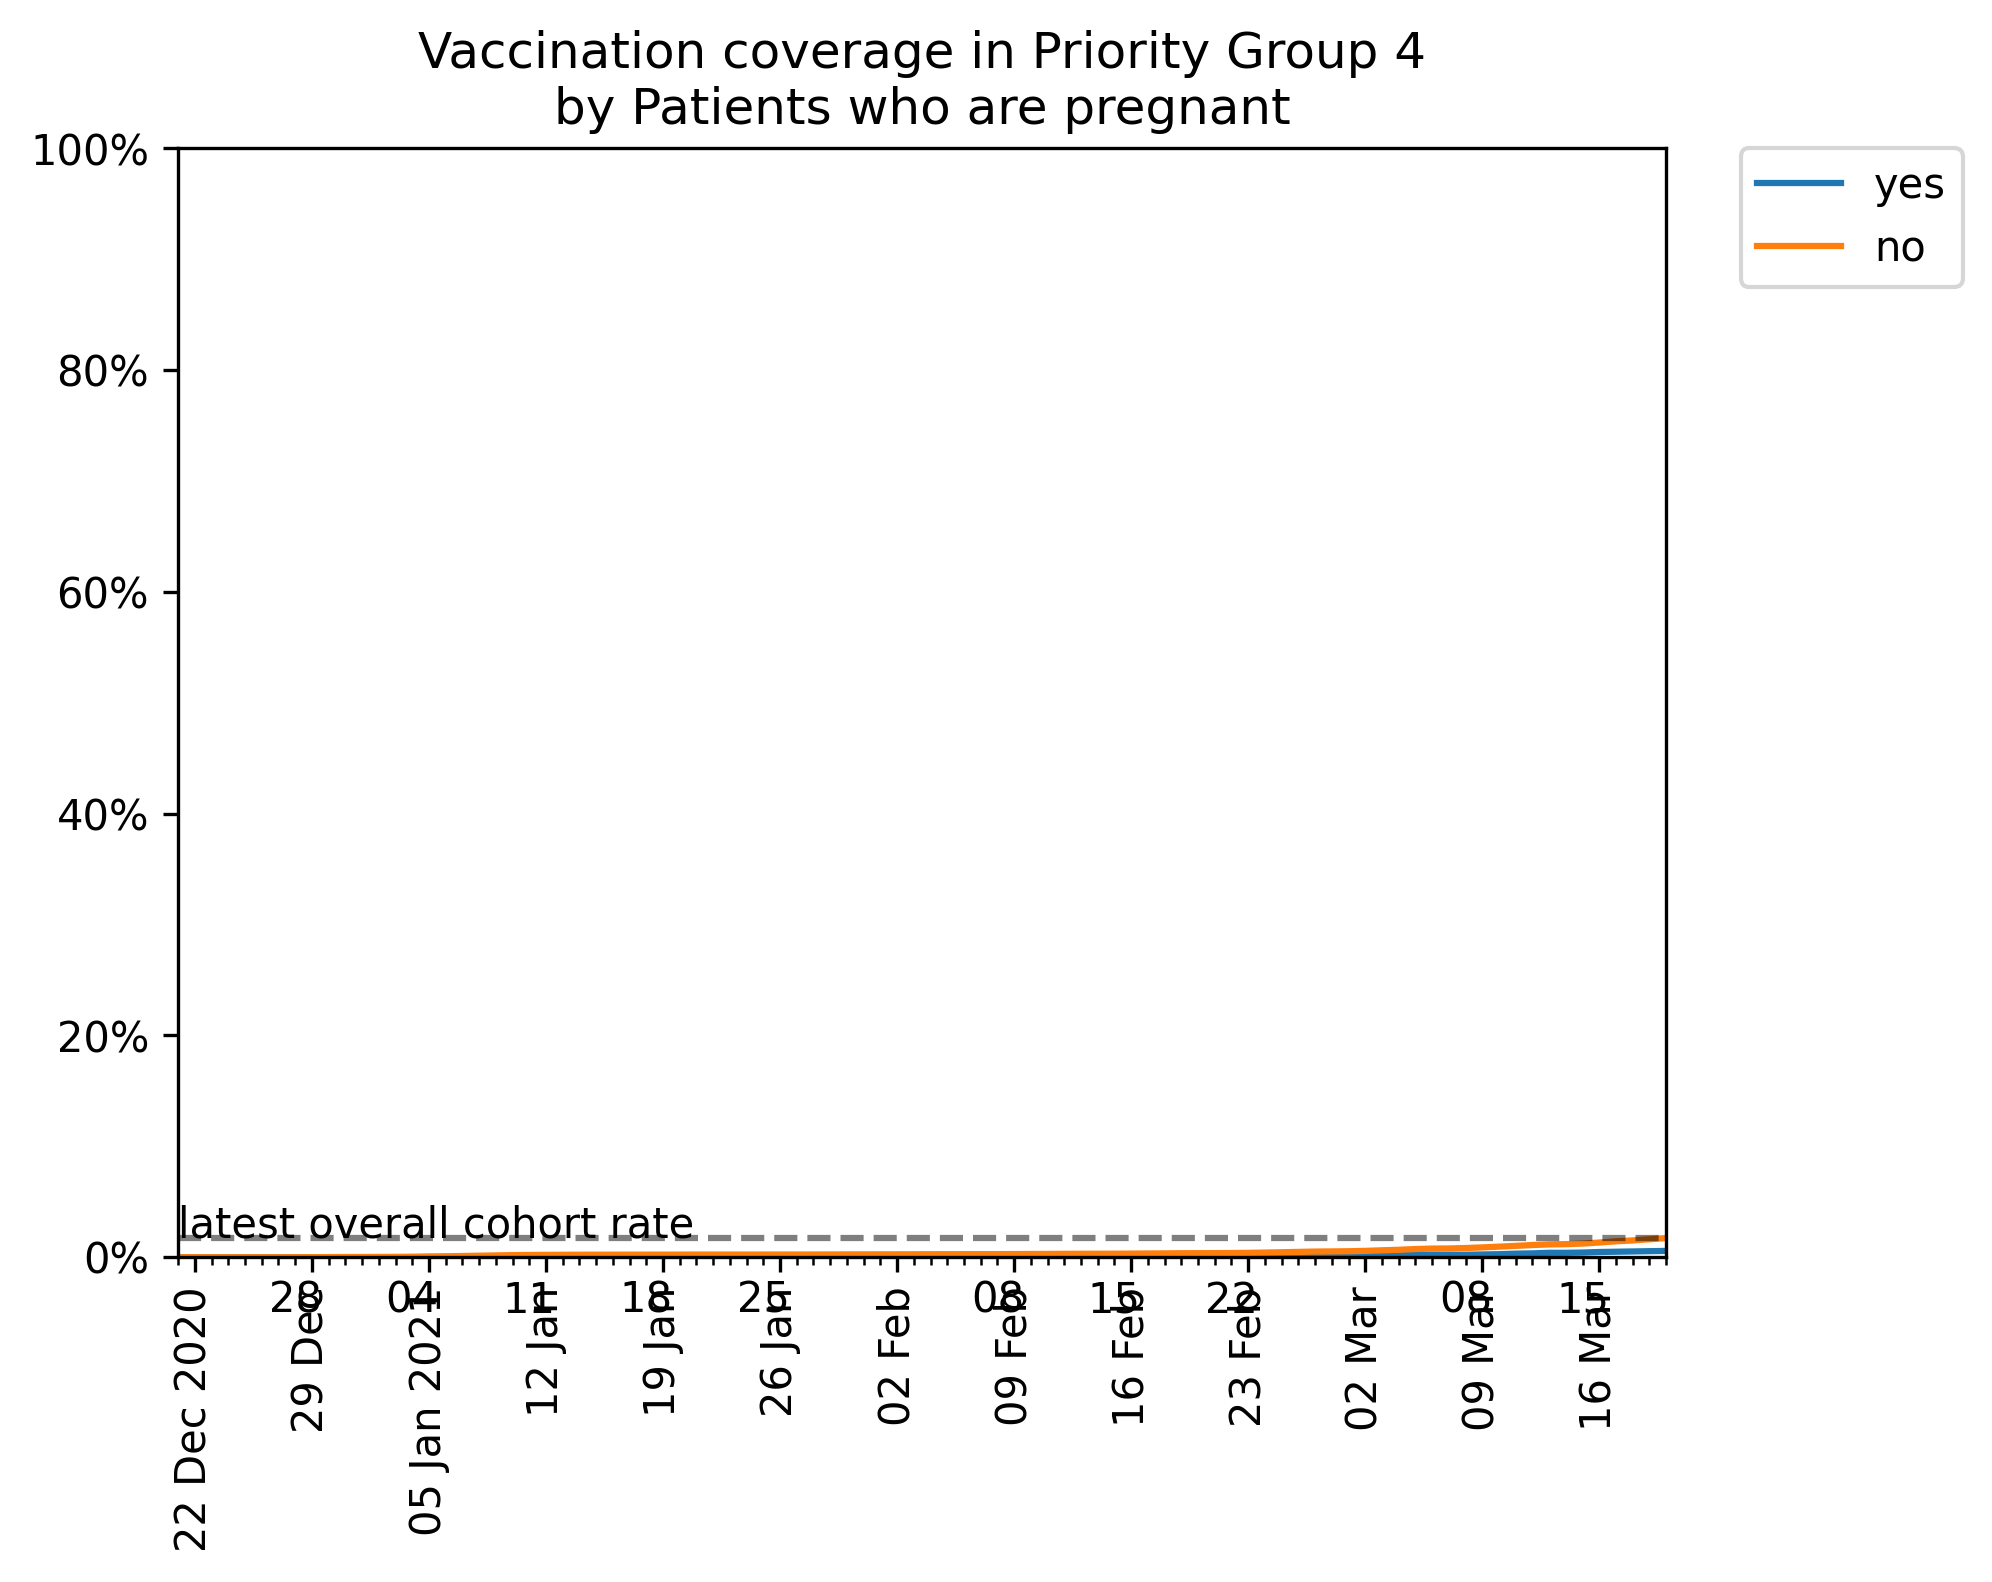 Vaccination coverage in Priority Group 4
by Patients who are pregnant
100%
80%
60%
40%
20%
0%
yes
no
latest overall cohort rate
28
04
11
18
25
08
15
22
08
15
22 Dec 2020
29 Dec
05 Jan 2021
12 Jan
19 Jan
26 Jan
02 Feb
09 Feb
16 Feb
23 Feb
02 Mar
09 Mar
16 Mar